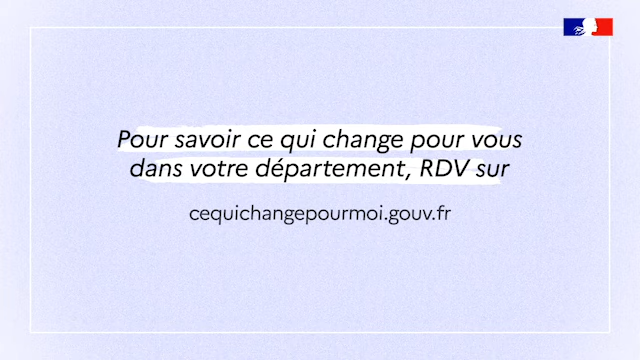 Pour savoir ce qui change pour vous
dans votre département, RDV sur
cequichangepourmoi.gouv.fr